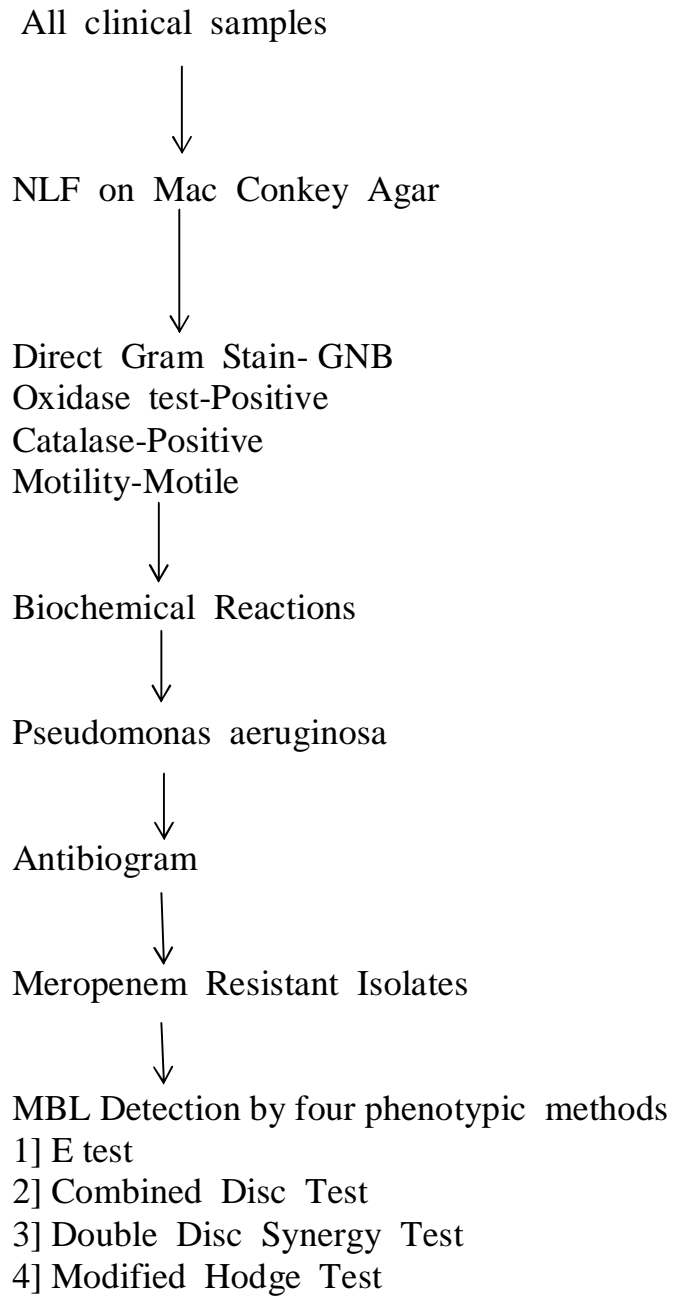 All clinical samples
NLF on Mac Conkey Agar
Direct Gram Stain- GNB
Oxidase test-Positive
Catalase-Positive
Motility-Motile
Biochemical Reactions
Pseudomonas aeruginosa
Antibiogram
Meropenem Resistant Isolates
MBL Detection by four phenotypic methods
1] E test
2] Combined Disc Test
3] Double Disc Synergy Test
4] Modified Hodge Test